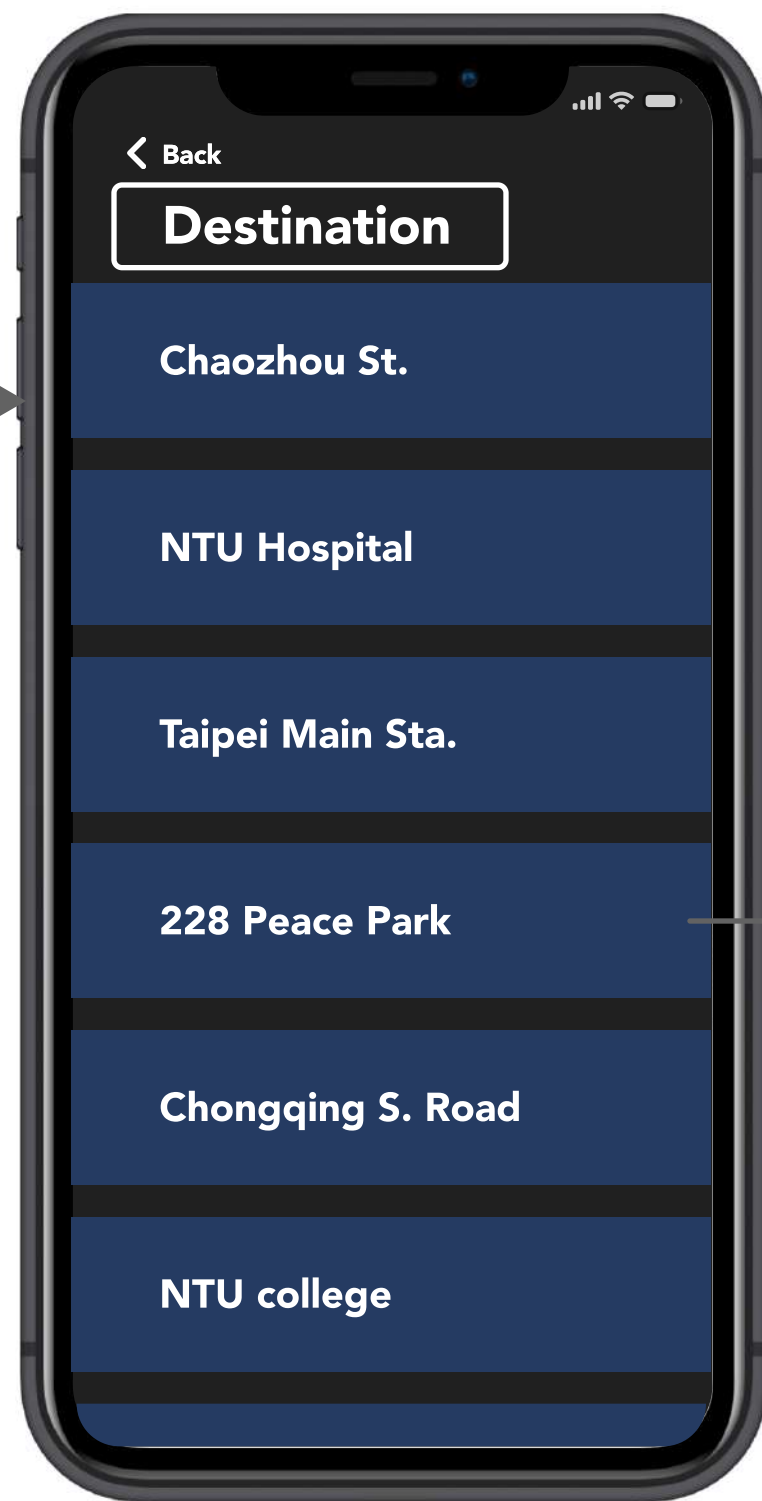 Back
Destination
Chaozhou St.
NTU Hospital
Taipei Main Sta.
228 Peace Park
Chongqing S. Road
NTU college